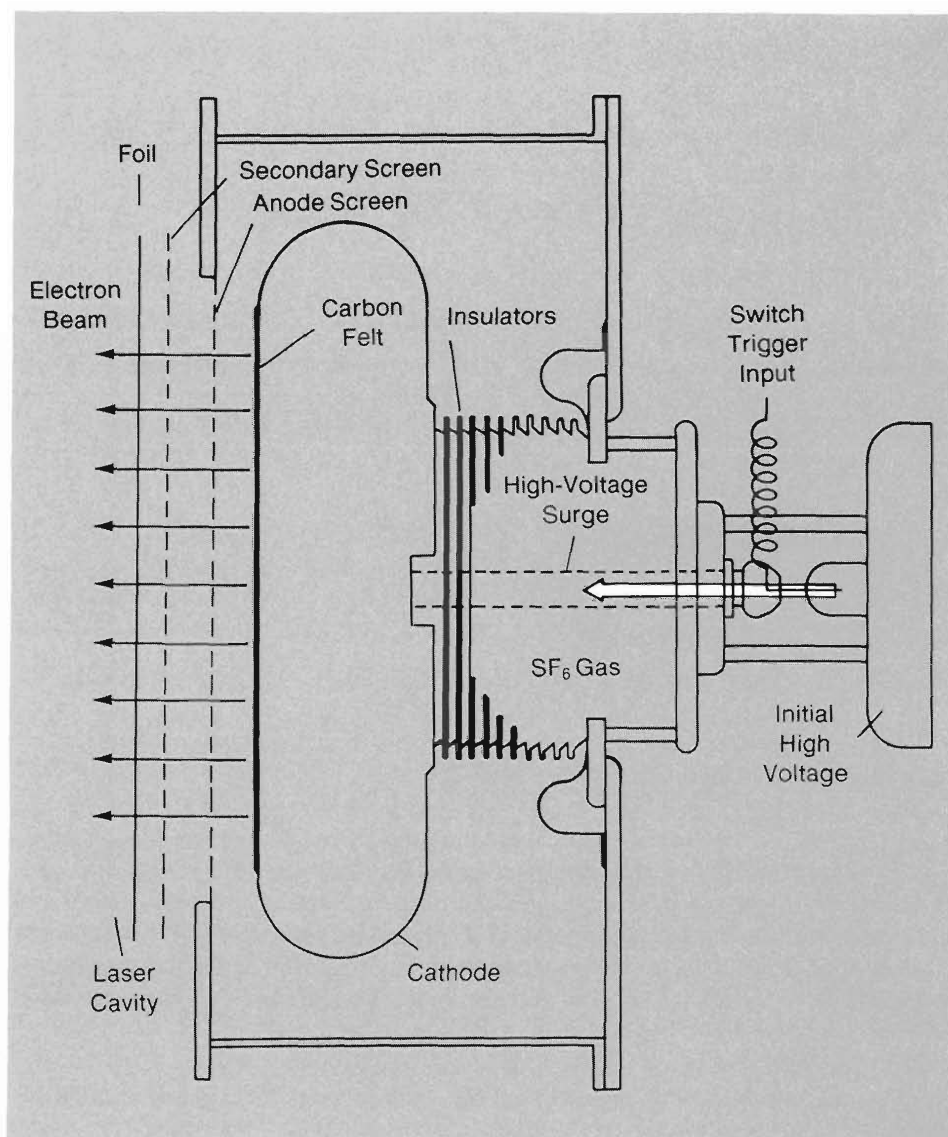 Foil
Secondary Screen
Anode Screen
Electron
Beam
Carbon
Felt
Insulators
Switch
Trigger
Input
High-Voltage
Surge
SF₆ Gas
Initial
High
Voltage
Laser
Cavity
Cathode